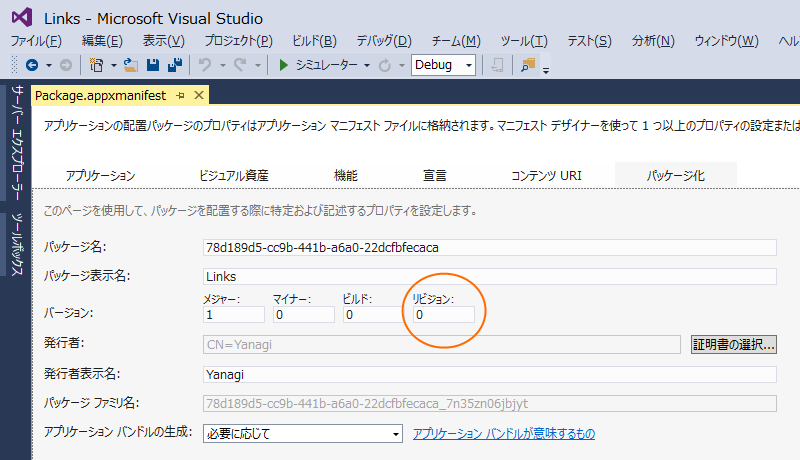 Links - Microsoft Visual Studio
ファイル(F) 編集(E) 表示(V) プロジェクト(P) ビルド(B) デバッグ(D) チーム(M) ツール(T) テスト(S) 分析(N) ウィンドウ(W) ヘル
シミュレーター Debug
サーバー エクスプローラー
ツールボックス
Package.appxmanifest
アプリケーションの配置パッケージのプロパティはアプリケーション マニフェスト ファイルに格納されます。マニフェスト デザイナーを使って 1 つ以上のプロパティの設定または
アプリケーション ビジュアル資産 機能 宣言 コンテンツ URI パッケージ化
このページを使用して、パッケージを配置する際に特定および記述するプロパティを設定します。
パッケージ名: 78d189d5-cc9b-441b-a6a0-22dcfbfecaca
パッケージ表示名: Links
メジャー: マイナー: ビルド: リビジョン:
バージョン: 1 0 0 0
発行者: CN=Yanagi 証明書の選択...
発行者表示名: Yanagi
パッケージ ファミリ名: 78d189d5-cc9b-441b-a6a0-22dcfbfecaca_7n35zn06jbjyt
アプリケーション バンドルの生成: 必要に応じて アプリケーション バンドルが意味するもの